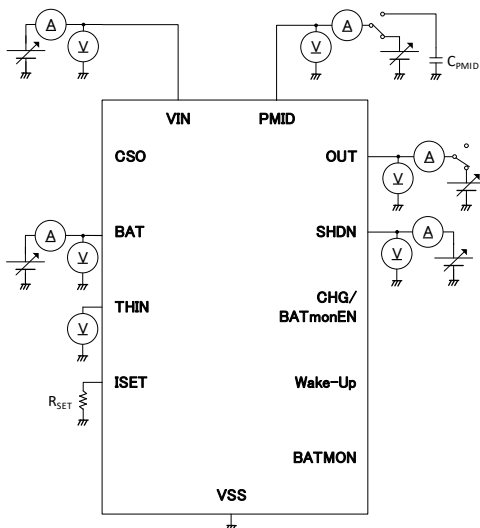 A
V
V
A
C_PMID
VIN
PMID
CSO
OUT
A
V
BAT
A
V
SHDN
A
V
THIN
V
CHG/
BATmonEN
ISET
R_SET
Wake-Up
BATMON
VSS